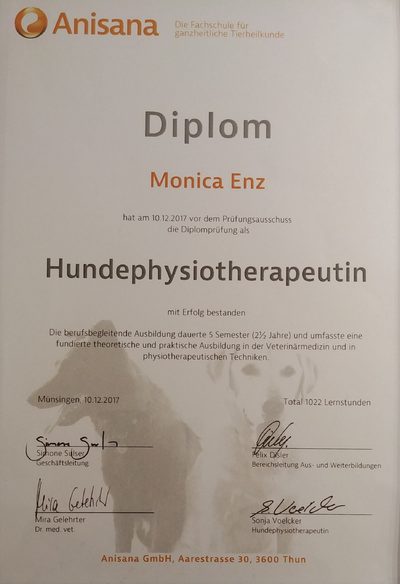 Anisana
Die Fachschule für
ganzheitliche Tierheilkunde
Diplom
Monica Enz
hat am 10.12.2017 vor dem Prüfungsausschuss
die Diplomprüfung als
Hundephysiotherapeutin
mit Erfolg bestanden
Die berufsbegleitende Ausbildung dauerte 5 Semester (2½ Jahre) und umfasste eine
fundierte theoretische und praktische Ausbildung in der Veterinärmedizin und in
physiotherapeutischen Techniken.
Münsingen, 10.12.2017
Total 1022 Lernstunden
Simone Sulser
Geschäftsleitung
Felix Disler
Bereichsleitung Aus- und Weiterbildungen
Mira Gelehrter
Mira Gelehrter
Dr. med. vet.
S. Voelcker
Sonja Voelcker
Hundephysiotherapeutin
Anisana GmbH, Aarestrasse 30, 3600 Thun